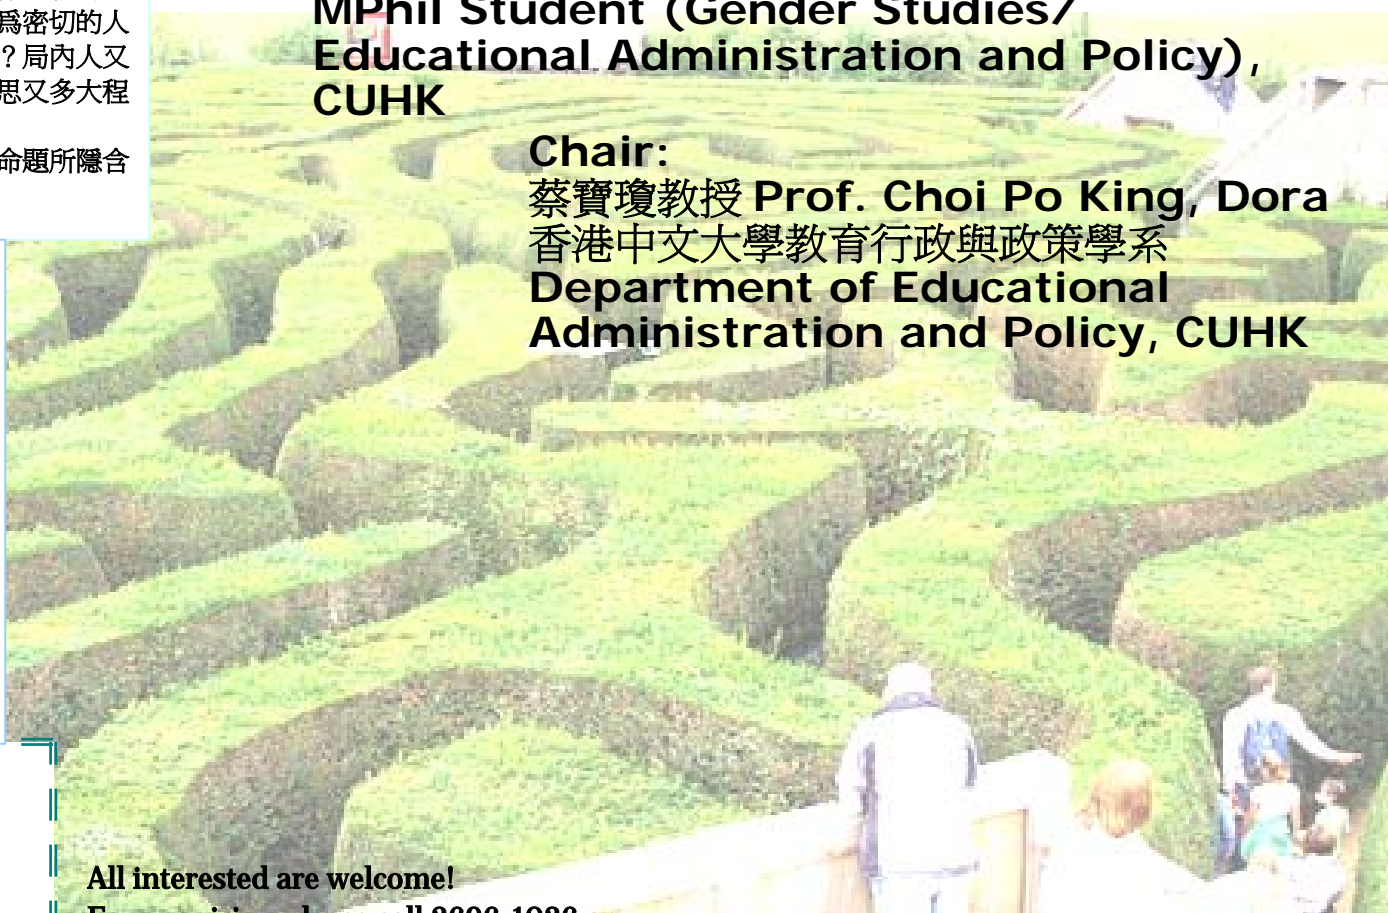 爲密切的人
？局內人又
思又多大程
命題所隱含
MPhil Student (Gender Studies/
Educational Administration and Policy),
CUHK
Chair:
蔡寶瓊教授 Prof. Choi Po King, Dora
香港中文大學教育行政與政策學系
Department of Educational
Administration and Policy, CUHK
All interested are welcome!